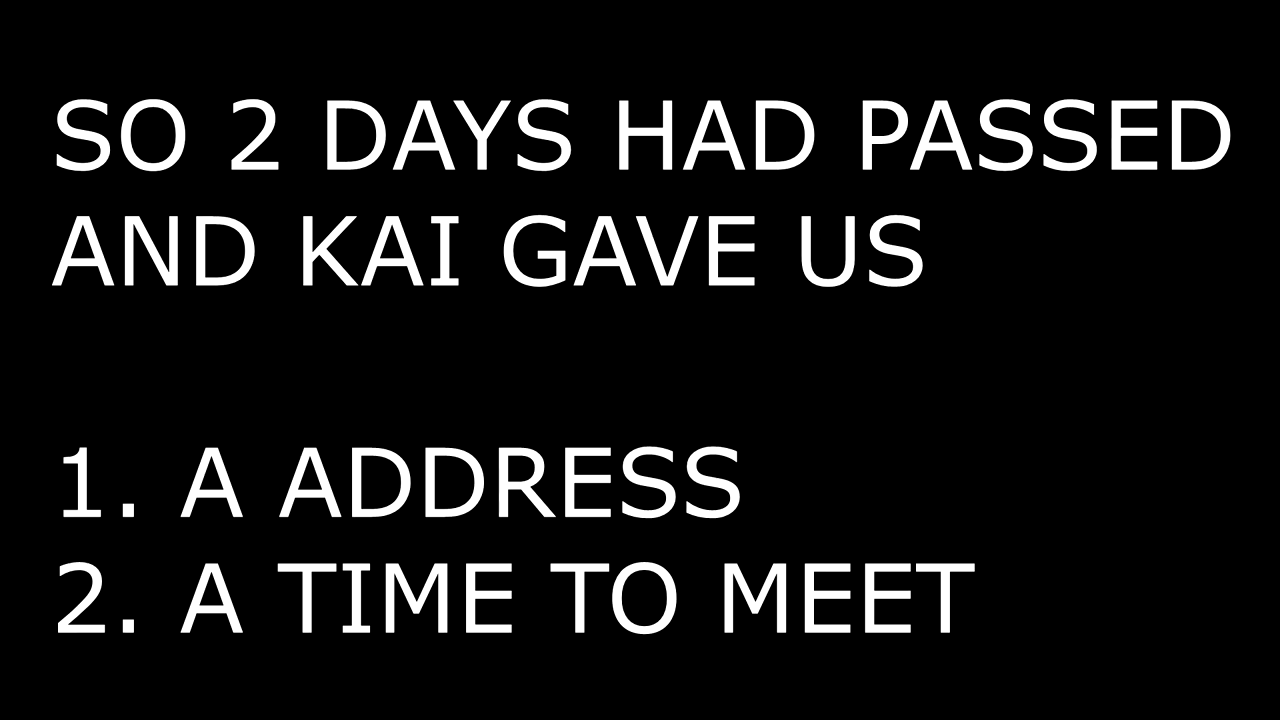 SO 2 DAYS HAD PASSED
AND KAI GAVE US
1. A ADDRESS
2. A TIME TO MEET